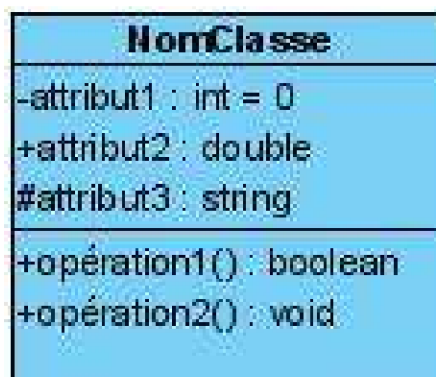 NomClasse
-attribut1 : int = 0
+attribut2 : double
#attribut3 : string
+opération1() : boolean
+opération2() : void